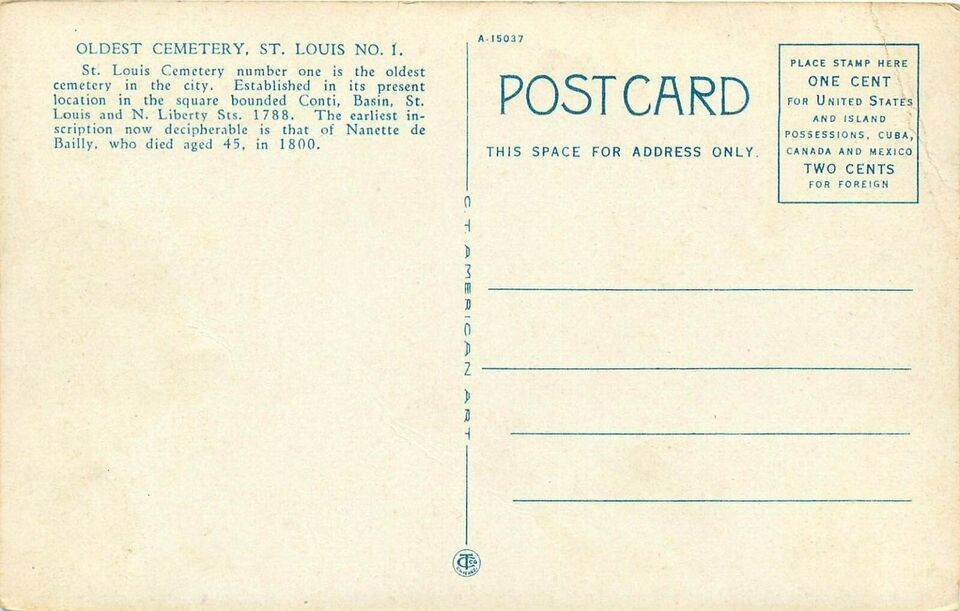 OLDEST CEMETERY, ST. LOUIS NO. 1.
St. Louis Cemetery number one is the oldest
cemetery in the city. Established in its present
location in the square bounded Conti, Basin, St.
Louis and N. Liberty Sts. 1788. The earliest in-
scription now decipherable is that of Nanette de
Bailly, who died aged 45, in 1800.
A-15037
POST CARD
THIS SPACE FOR ADDRESS ONLY.
PLACE STAMP HERE
ONE CENT
FOR UNITED STATES
AND ISLAND
POSSESSIONS, CUBA,
CANADA AND MEXICO
TWO CENTS
FOR FOREIGN
C. T. AMERICAN ART
CTCO
CHICAGO